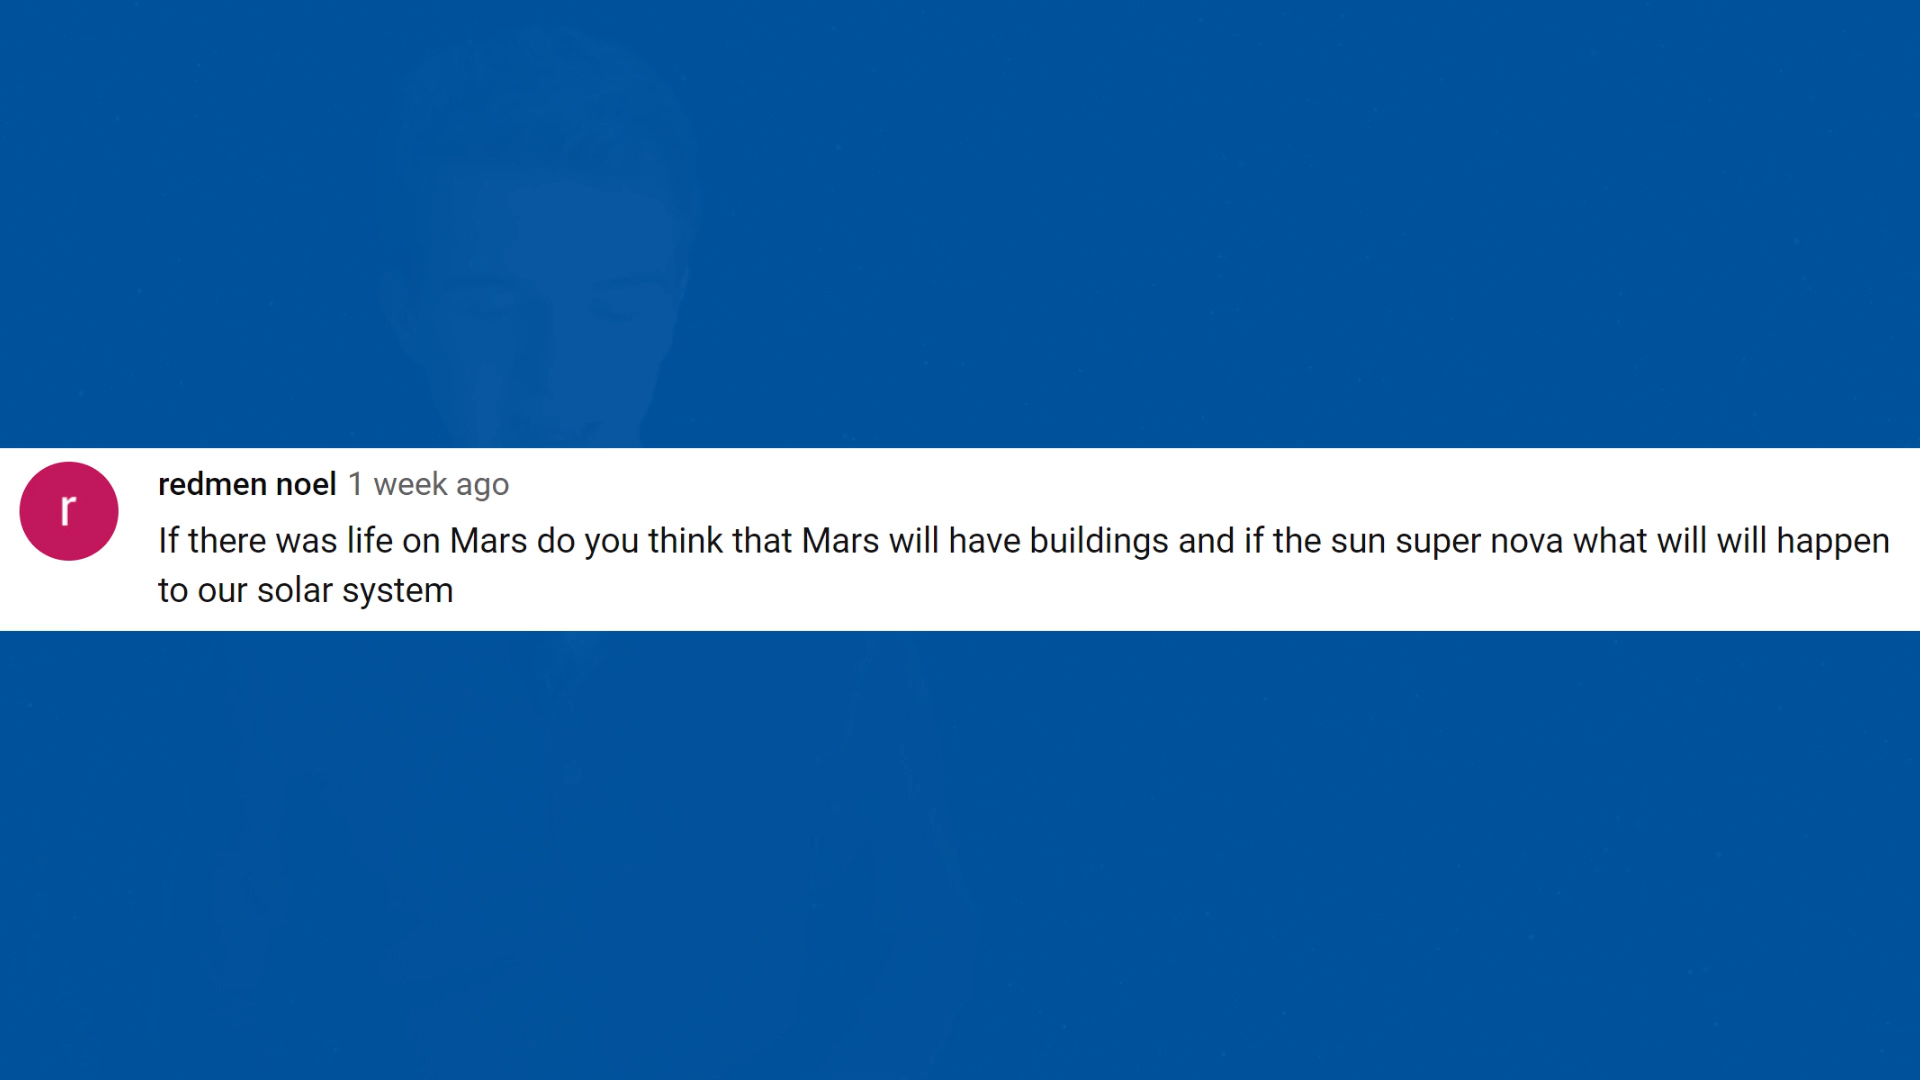 r
redmen noel 1 week ago
If there was life on Mars do you think that Mars will have buildings and if the sun super nova what will will happen
to our solar system